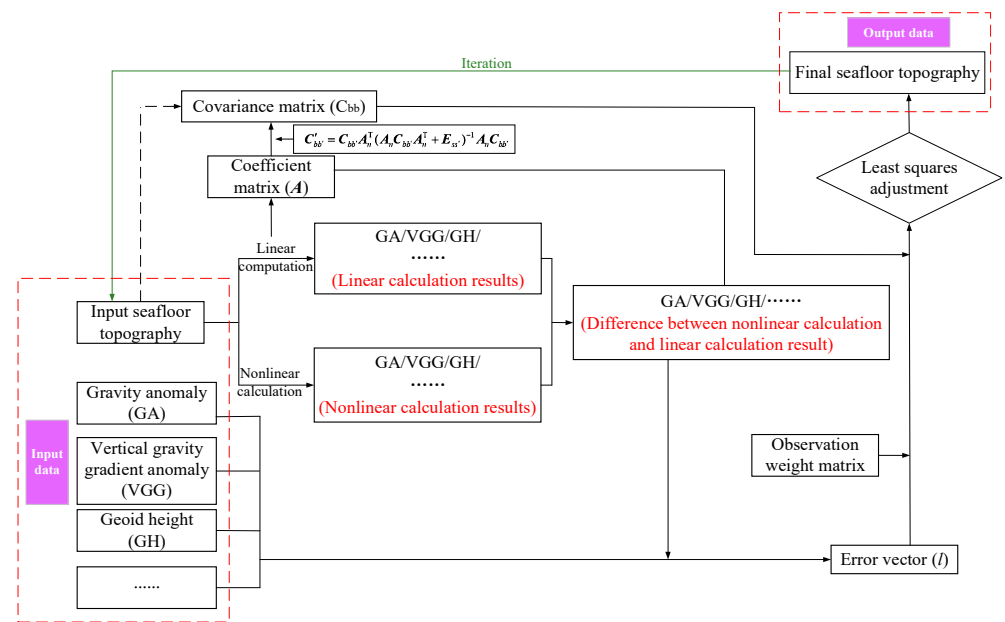 Output data
Final seafloor topography
Iteration
Covariance matrix (Cbb)
C′bb′ = Cbb′AnT(AnCbb′AnT + Ess′)−1AnCbb′
Coefficient
matrix (A)
Least squares
adjustment
Linear
computation
GA/VGG/GH/
······
(Linear calculation results)
Input seafloor
topography
GA/VGG/GH/······
(Difference between nonlinear calculation
and linear calculation result)
Nonlinear
calculation
GA/VGG/GH/
······
(Nonlinear calculation results)
Input
data
Gravity anomaly
(GA)
Vertical gravity
gradient anomaly
(VGG)
Geoid height
(GH)
······
Observation
weight matrix
Error vector (l)